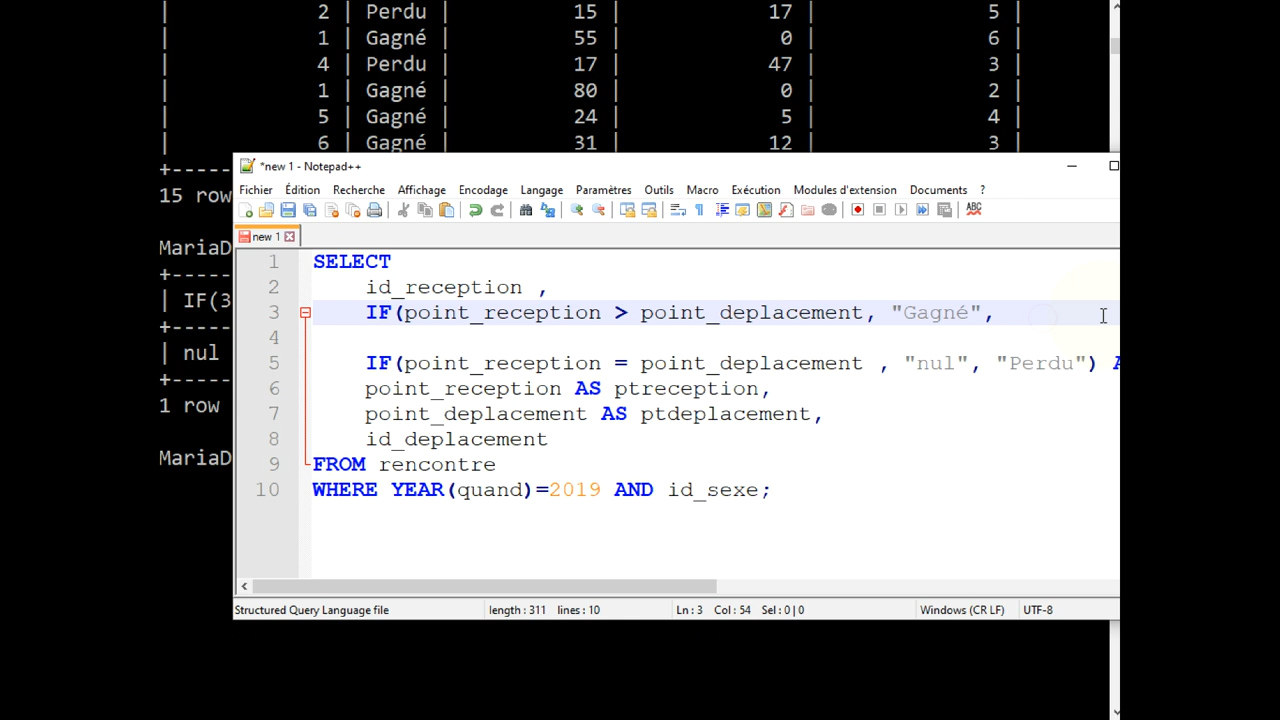 | 2 | Perdu | 15 | 17 | 5 |
| 1 | Gagné | 55 | 0 | 6 |
| 4 | Perdu | 17 | 47 | 3 |
| 1 | Gagné | 80 | 0 | 2 |
| 5 | Gagné | 24 | 5 | 4 |
| 6 | Gagné | 31 | 12 | 3 |
+-----
15 row
MariaD
+-----
| IF(3
+-----
| nul
+-----
1 row
MariaD
*new 1 - Notepad++
Fichier Édition Recherche Affichage Encodage Langage Paramètres Outils Macro Exécution Modules d'extension Documents ?
ABC
new 1
1 SELECT
2 id_reception ,
3 IF(point_reception > point_deplacement, "Gagné",
4
5 IF(point_reception = point_deplacement , "nul", "Perdu") A
6 point_reception AS ptreception,
7 point_deplacement AS ptdeplacement,
8 id_deplacement
9 FROM rencontre
10 WHERE YEAR(quand)=2019 AND id_sexe;
Structured Query Language file length : 311 lines : 10 Ln : 3 Col : 54 Sel : 0 | 0 Windows (CR LF) UTF-8